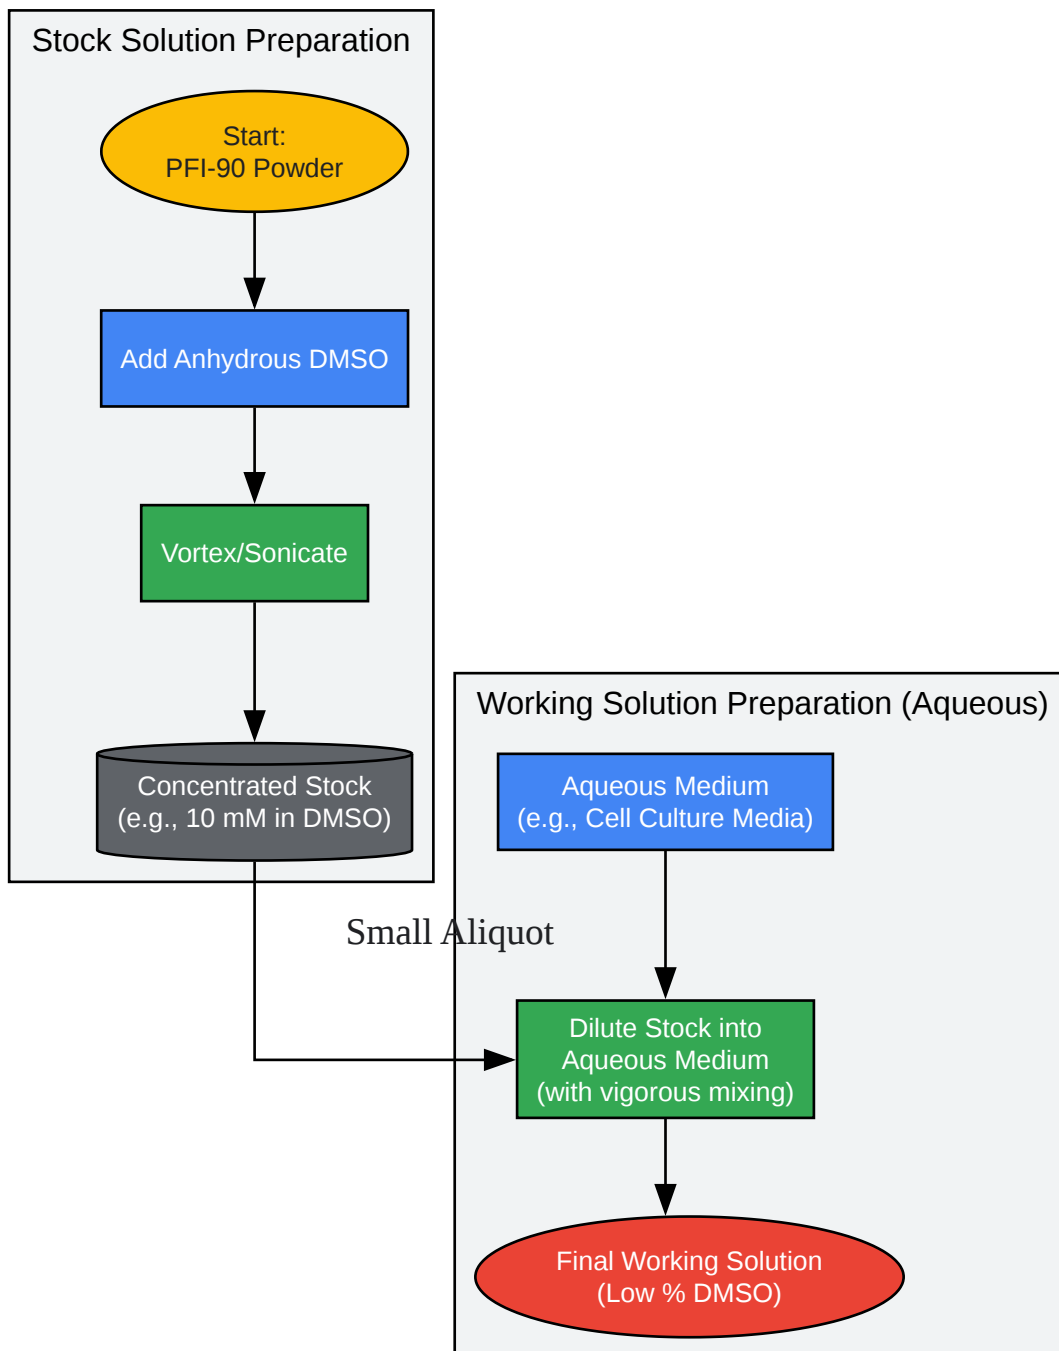 Stock Solution Preparation
Start:
PFI-90 Powder
Add Anhydrous DMSO
Vortex/Sonicate
Concentrated Stock
(e.g., 10 mM in DMSO)
Small Aliquot
Working Solution Preparation (Aqueous)
Aqueous Medium
(e.g., Cell Culture Media)
Dilute Stock into
Aqueous Medium
(with vigorous mixing)
Final Working Solution
(Low % DMSO)